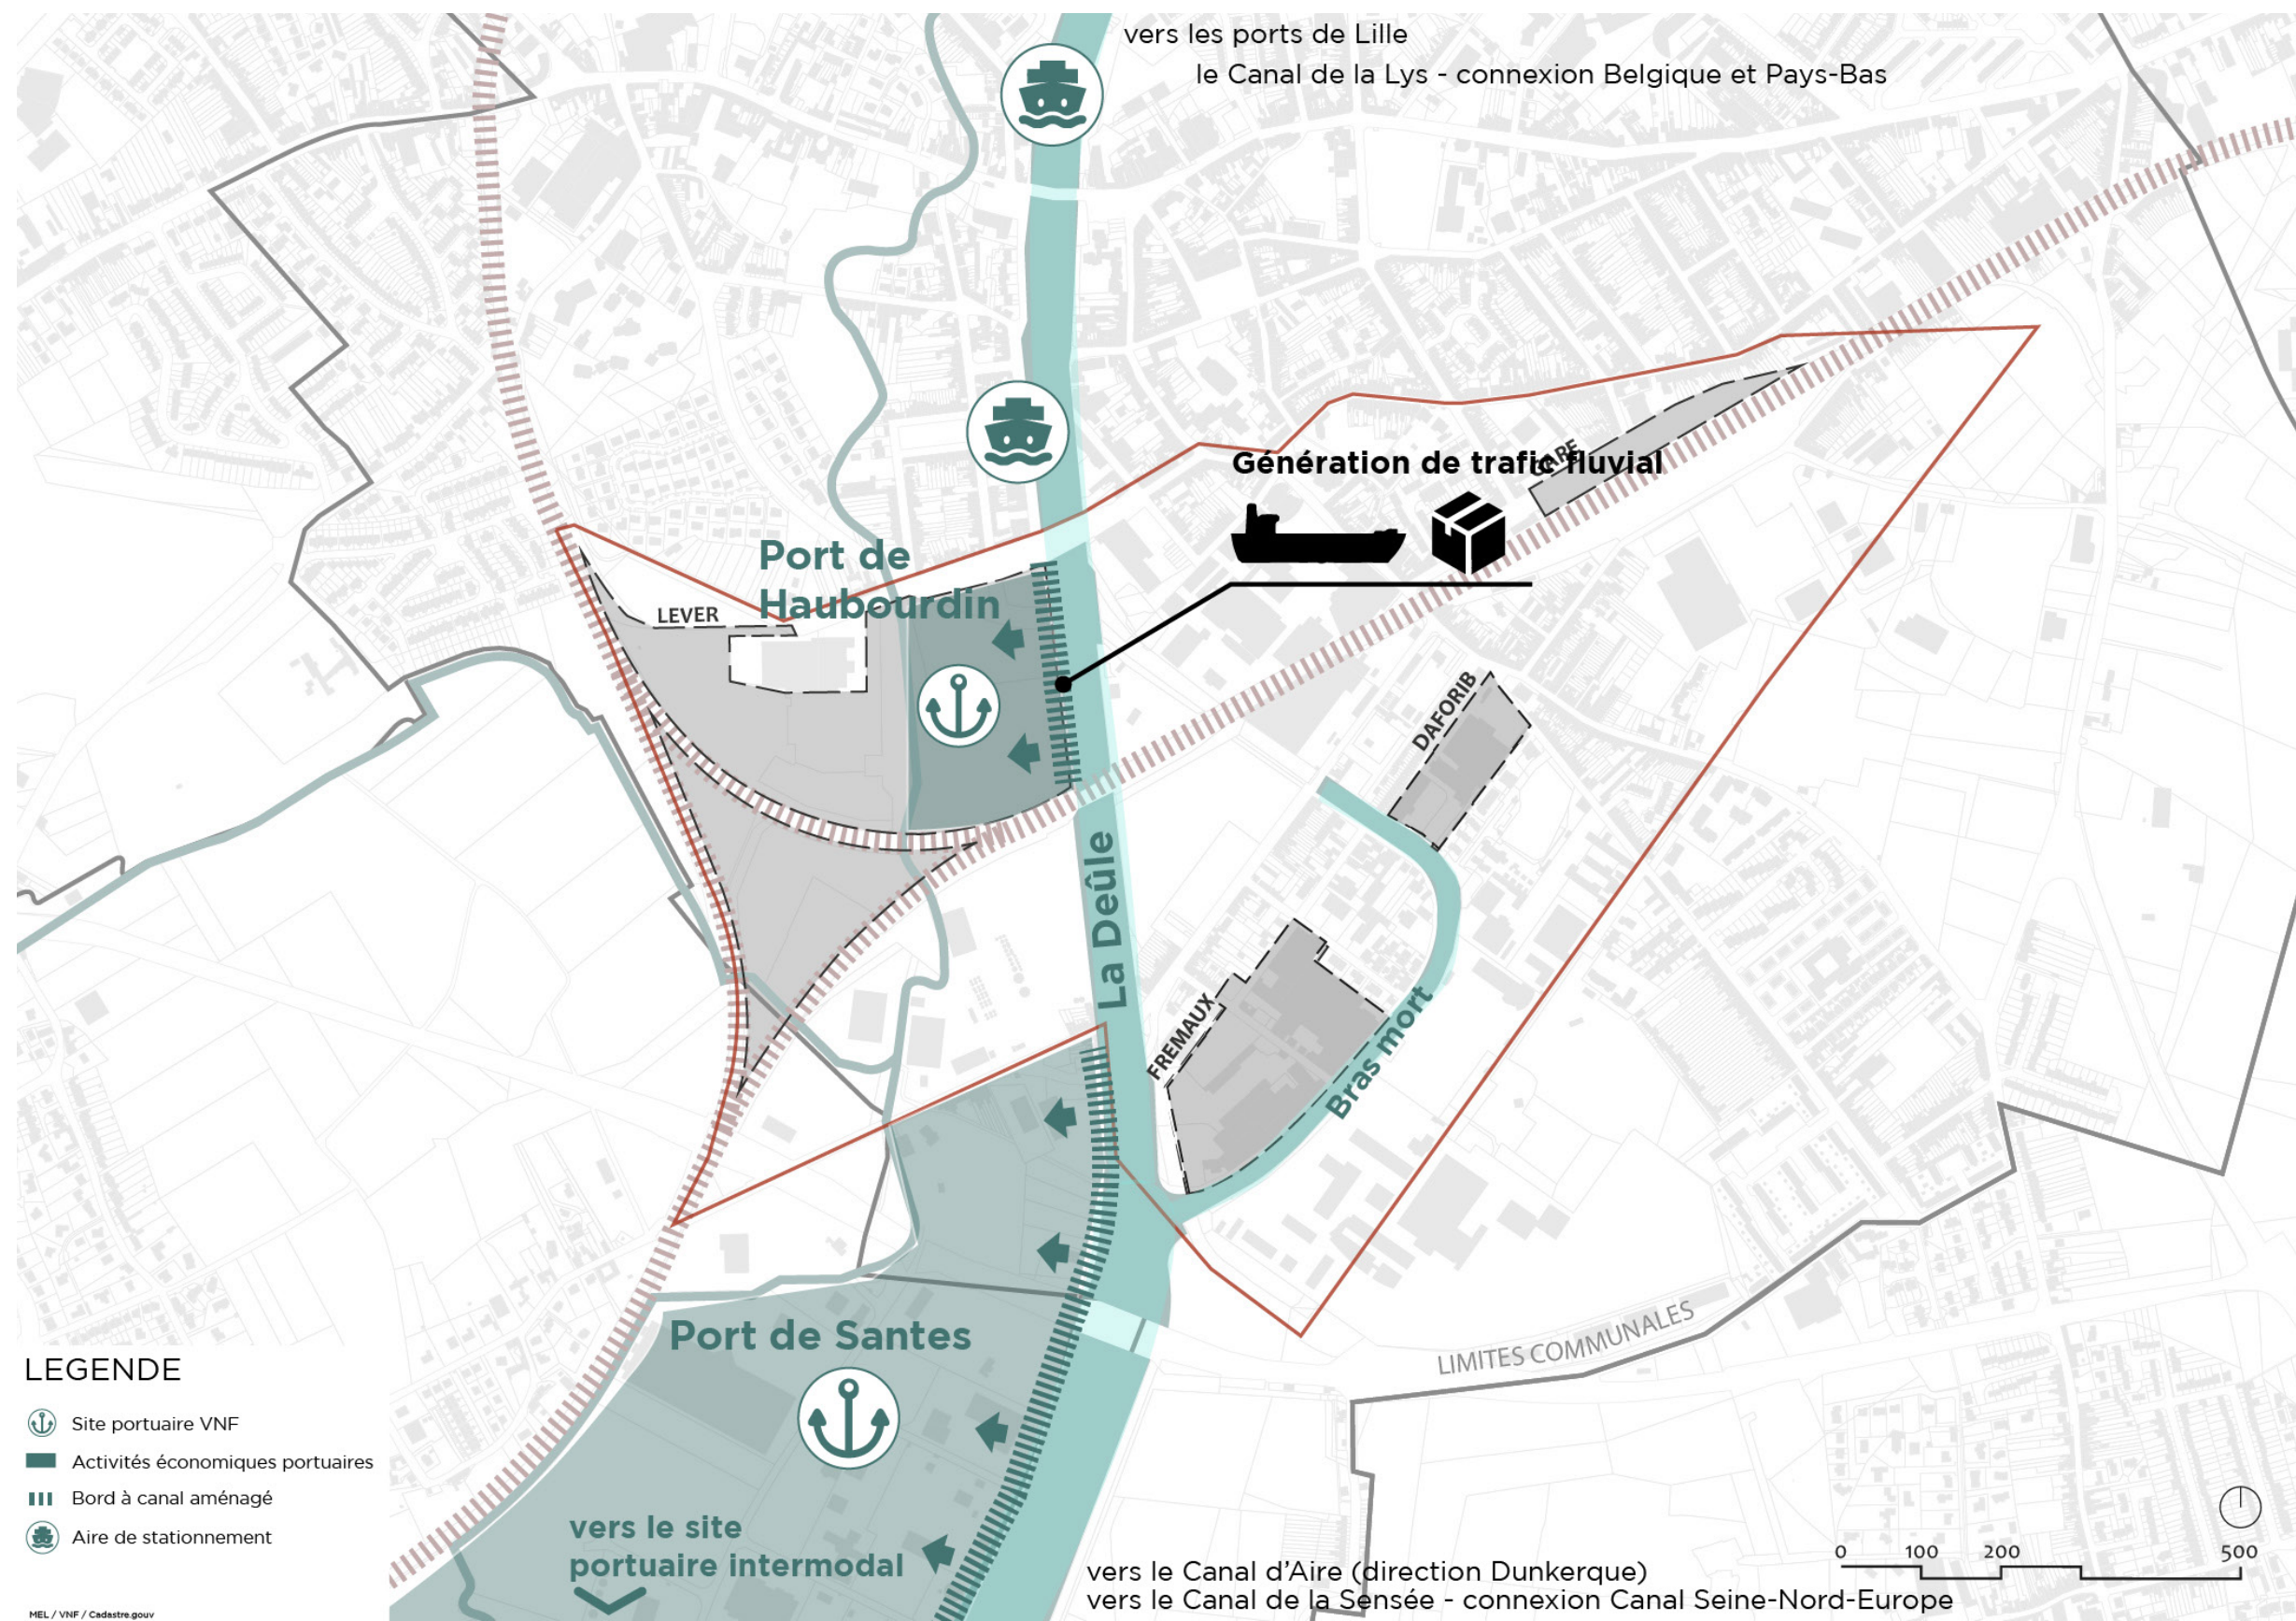 vers les ports de Lille
le Canal de la Lys - connexion Belgique et Pays-Bas
Génération de trafic fluvial
GARE
Port de
Haubourdin
LEVER
DAFORIB
La Deûle
FREMAUX
Bras mort
Port de Santes
LIMITES COMMUNALES
vers le site
portuaire intermodal
vers le Canal d'Aire (direction Dunkerque)
vers le Canal de la Sensée - connexion Canal Seine-Nord-Europe
0 100 200 500
LEGENDE
Site portuaire VNF
Activités économiques portuaires
Bord à canal aménagé
Aire de stationnement
MEL / VNF / Cadastre.gouv